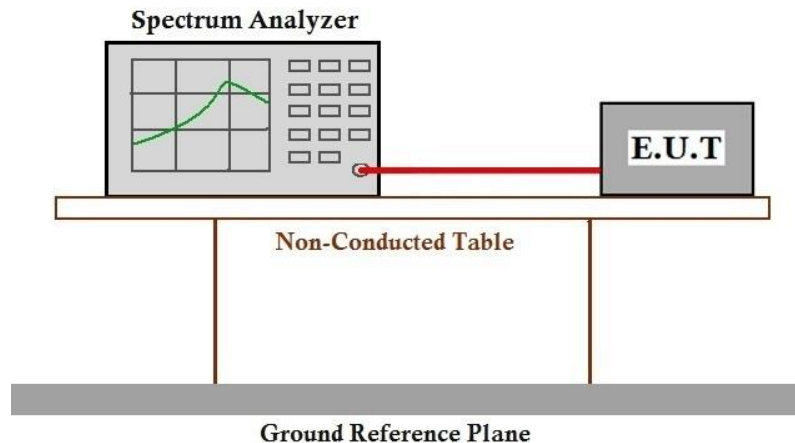 Spectrum Analyzer
E.U.T
Non-Conducted Table
Ground Reference Plane